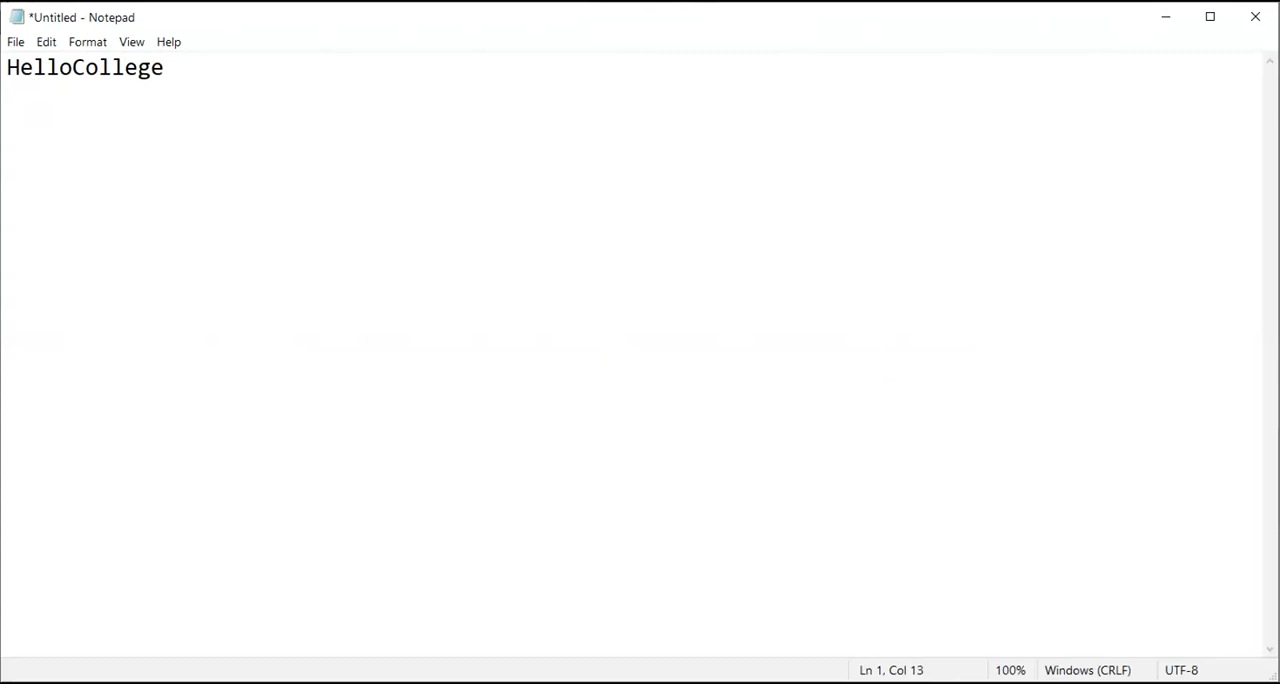 *Untitled - Notepad
File Edit Format View Help
HelloCollege
Ln 1, Col 13 100% Windows (CRLF) UTF-8